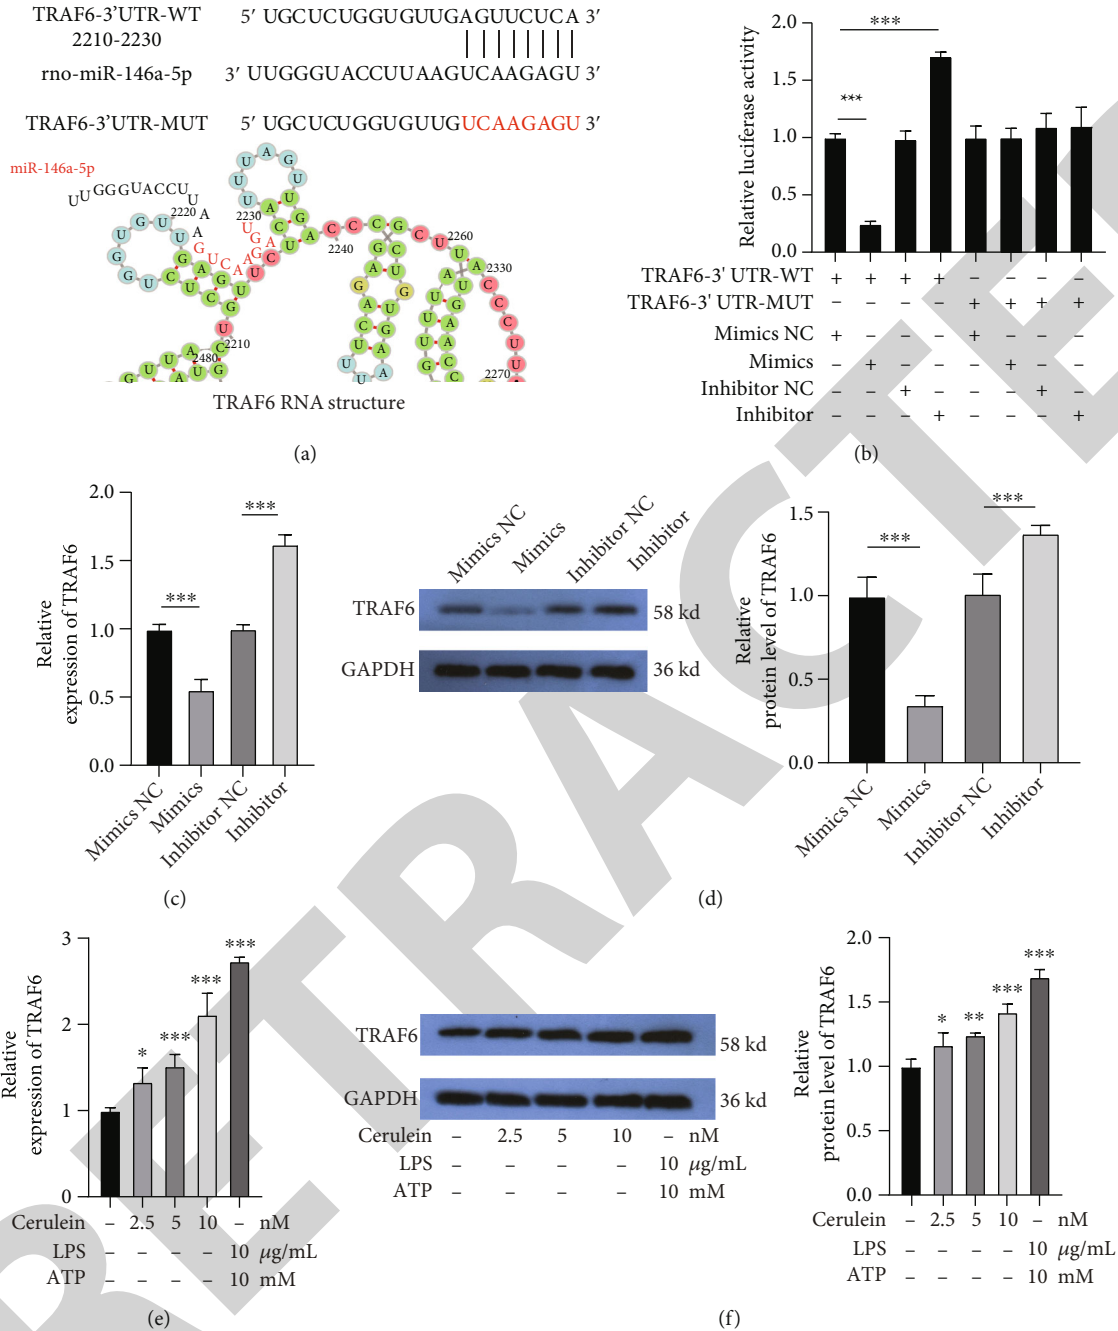 TRAF6-3'UTR-WT 5' UGCUCUGGUGUUGAGUUCUCA 3'
2210-2230
rno-miR-146a-5p 3' UUGGGUACCUUAAGUCAAGAGU 3'
TRAF6-3'UTR-MUT 5' UGCUCUGGUGUUGUCAAGAGU 3'
miR-146a-5p
UUGGGUACCUU
2220
2230
2240
2260
2330
2210
2480
2270
TRAF6 RNA structure
(a)
Relative luciferase activity
2.0
1.5
1.0
0.5
0.0
***
***
TRAF6-3' UTR-WT + + + + – – – –
TRAF6-3' UTR-MUT – – – – + + + +
Mimics NC + – – – + – – –
Mimics – + – – – + – –
Inhibitor NC – – + – – – + –
Inhibitor – – – + – – – +
(b)
Relative
expression of TRAF6
2.0
1.5
1.0
0.5
0.0
***
***
Mimics NC
Mimics
Inhibitor NC
Inhibitor
(c)
Mimics NC
Mimics
Inhibitor NC
Inhibitor
TRAF6 58 kd
GAPDH 36 kd
Relative
protein level of TRAF6
1.5
1.0
0.5
0.0
***
***
Mimics NC
Mimics
Inhibitor NC
Inhibitor
(d)
Relative
expression of TRAF6
3
2
1
0
*
***
***
***
Cerulein – 2.5 5 10 – nM
LPS – – – – 10 μg/mL
ATP – – – – 10 mM
(e)
TRAF6 58 kd
GAPDH 36 kd
Cerulein – 2.5 5 10 – nM
LPS – – – – 10 μg/mL
ATP – – – – 10 mM
Relative
protein level of TRAF6
2.0
1.5
1.0
0.5
0.0
*
**
***
***
Cerulein – 2.5 5 10 – nM
LPS – – – – 10 μg/mL
ATP – – – – 10 mM
(f)
RETRACTE